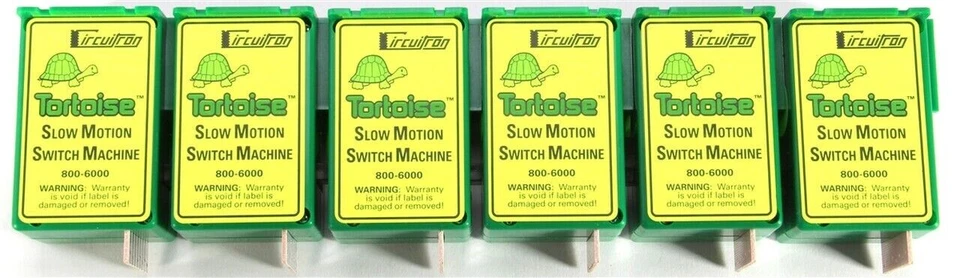 Circuitron
Tortoise™
SLOW MOTION
SWITCH MACHINE
800-6000
WARNING: Warranty
is void if label is
damaged or removed!
Circuitron
Tortoise™
SLOW MOTION
SWITCH MACHINE
800-6000
WARNING: Warranty
is void if label is
damaged or removed!
Circuitron
Tortoise™
SLOW MOTION
SWITCH MACHINE
800-6000
WARNING: Warranty
is void if label is
damaged or removed!
Circuitron
Tortoise™
SLOW MOTION
SWITCH MACHINE
800-6000
WARNING: Warranty
is void if label is
damaged or removed!
Circuitron
Tortoise™
SLOW MOTION
SWITCH MACHINE
800-6000
WARNING: Warranty
is void if label is
damaged or removed!
Circuitron
Tortoise™
SLOW MOTION
SWITCH MACHINE
800-6000
WARNING: Warranty
is void if label is
damaged or removed!